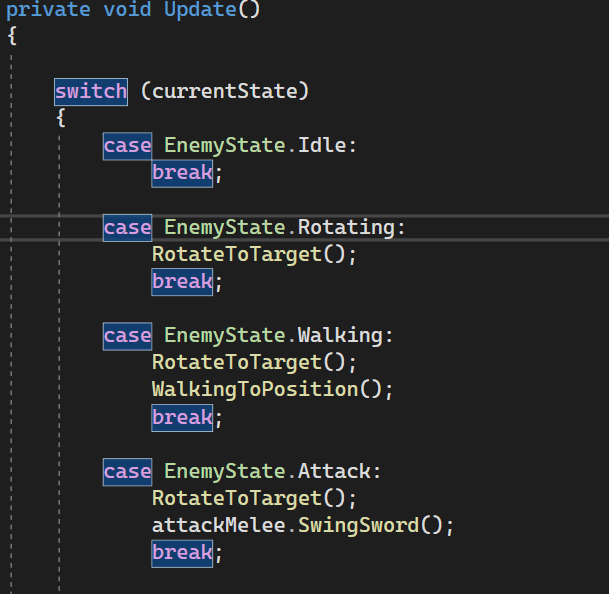 private void Update()
{
switch (currentState)
{
case EnemyState.Idle:
break;
case EnemyState.Rotating:
RotateToTarget();
break;
case EnemyState.Walking:
RotateToTarget();
WalkingToPosition();
break;
case EnemyState.Attack:
RotateToTarget();
attackMelee.SwingSword();
break;